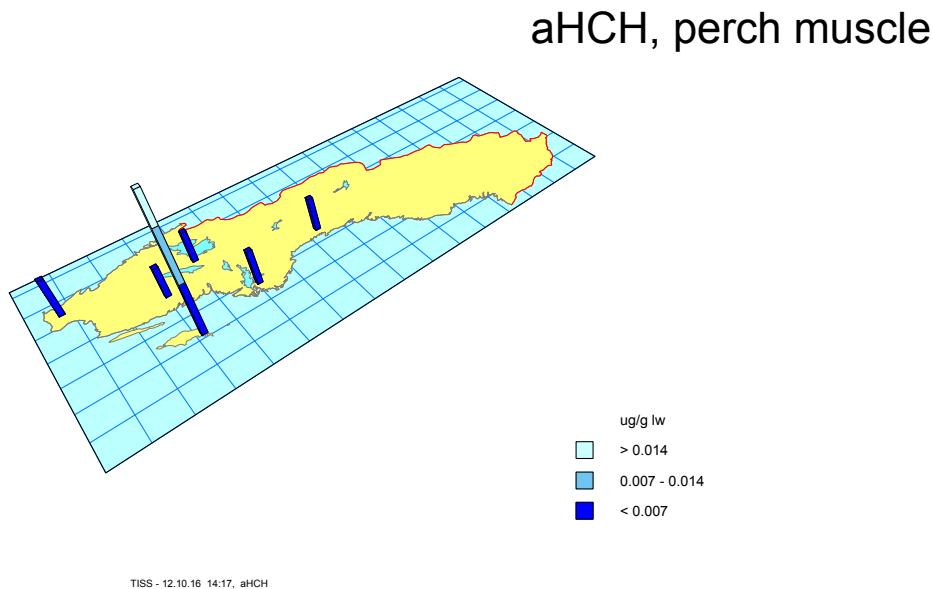 aHCH, perch muscle
ug/g lw
> 0.014
0.007 - 0.014
< 0.007
TISS - 12.10.16 14:17, aHCH